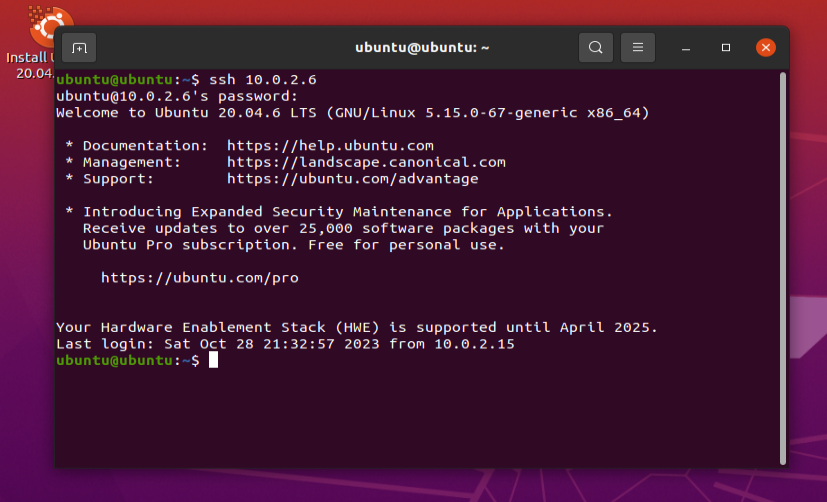 Install U
20.04.
ubuntu@ubuntu: ~
ubuntu@ubuntu:~$ ssh 10.0.2.6
ubuntu@10.0.2.6's password:
Welcome to Ubuntu 20.04.6 LTS (GNU/Linux 5.15.0-67-generic x86_64)
* Documentation:  https://help.ubuntu.com
* Management:     https://landscape.canonical.com
* Support:        https://ubuntu.com/advantage
* Introducing Expanded Security Maintenance for Applications.
Receive updates to over 25,000 software packages with your
Ubuntu Pro subscription. Free for personal use.
https://ubuntu.com/pro
Your Hardware Enablement Stack (HWE) is supported until April 2025.
Last login: Sat Oct 28 21:32:57 2023 from 10.0.2.15
ubuntu@ubuntu:~$